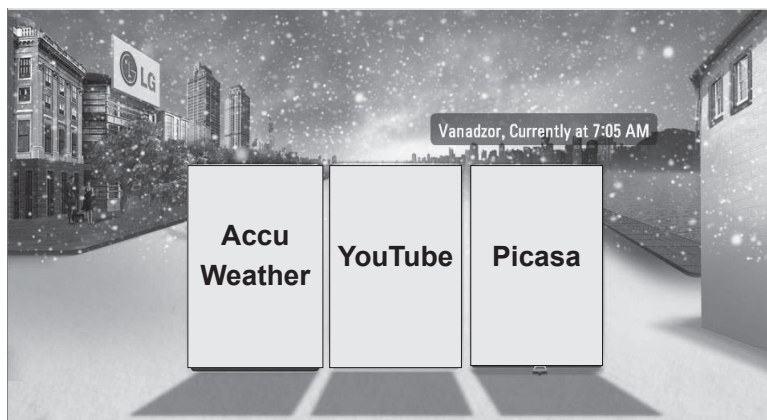 LG
Vanadzor, Currently at 7:05 AM
Accu
Weather
YouTube
Picasa